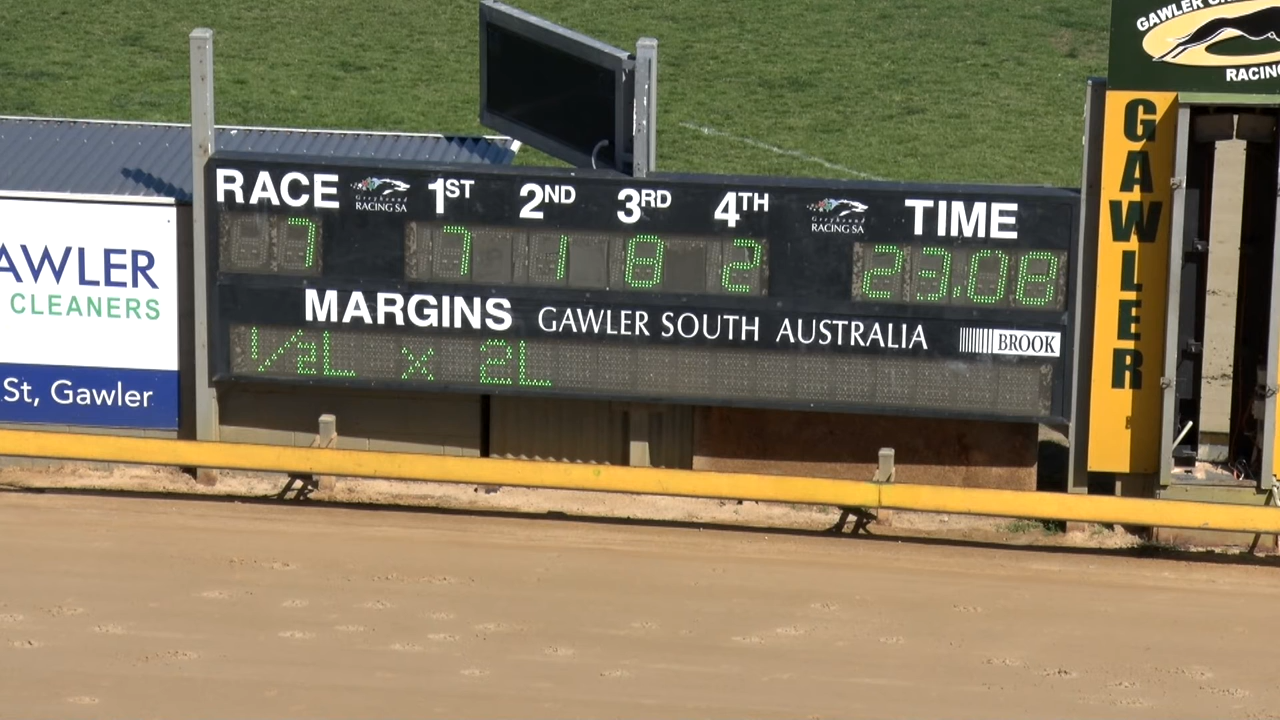 GAWLER
RACING
GAWLER
RACE
Greyhound
RACING SA
1ST
2ND
3RD
4TH
Greyhound
RACING SA
TIME
7
7
1
8
2
23.08
MARGINS
GAWLER SOUTH AUSTRALIA
BROOK
1/2L x 2L
AWLER
CLEANERS
St, Gawler